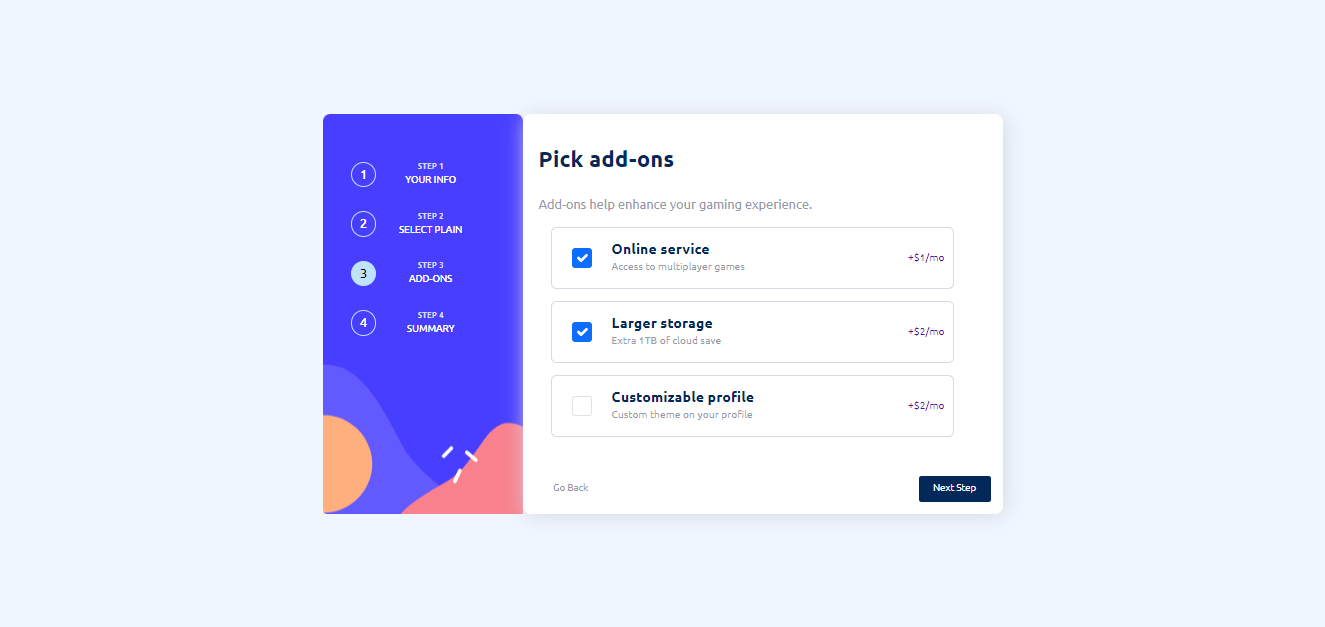 1
STEP 1
YOUR INFO
2
STEP 2
SELECT PLAIN
3
STEP 3
ADD-ONS
4
STEP 4
SUMMARY
Pick add-ons
Add-ons help enhance your gaming experience.
Online service
Access to multiplayer games
+$1/mo
Larger storage
Extra 1TB of cloud save
+$2/mo
Customizable profile
Custom theme on your profile
+$2/mo
Go Back
Next Step